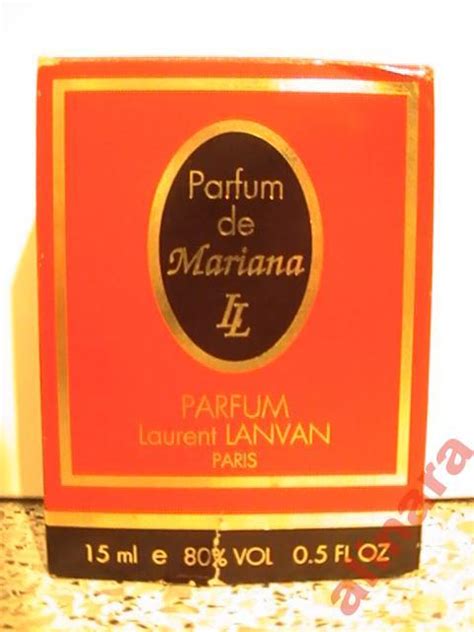 Parfum
de
Mariana
LL
PARFUM
Laurent LANVAN
PARIS
15 ml e 80% VOL 0.5 FL OZ